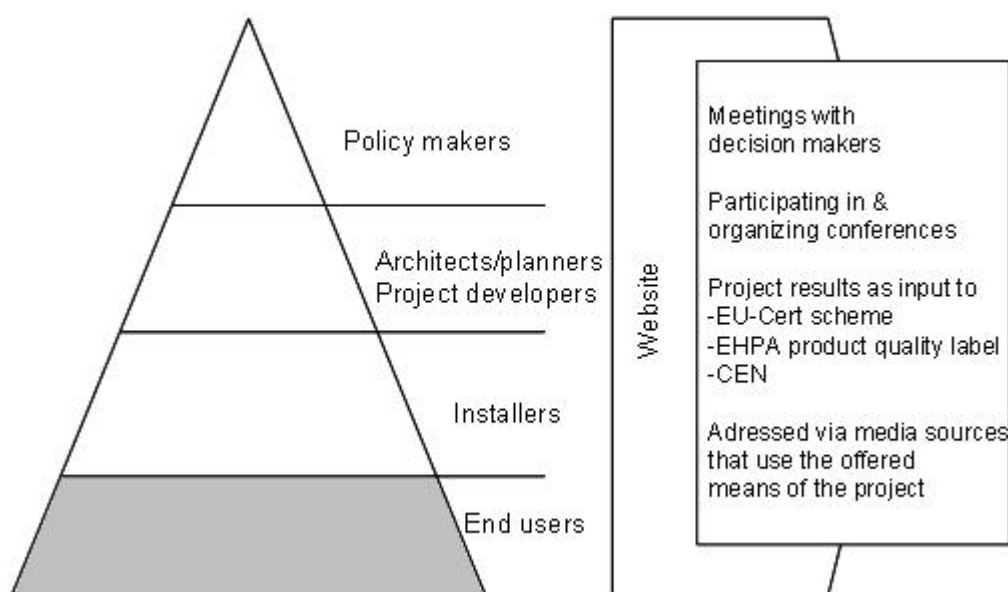 Policy makers
Architects/planners
Project developers
Installers
End users
Website
Meetings with
decision makers
Participating in &
organizing conferences
Project results as input to
-EU-Cert scheme
-EHPA product quality label
-CEN
Adressed via media sources
that use the offered
means of the project